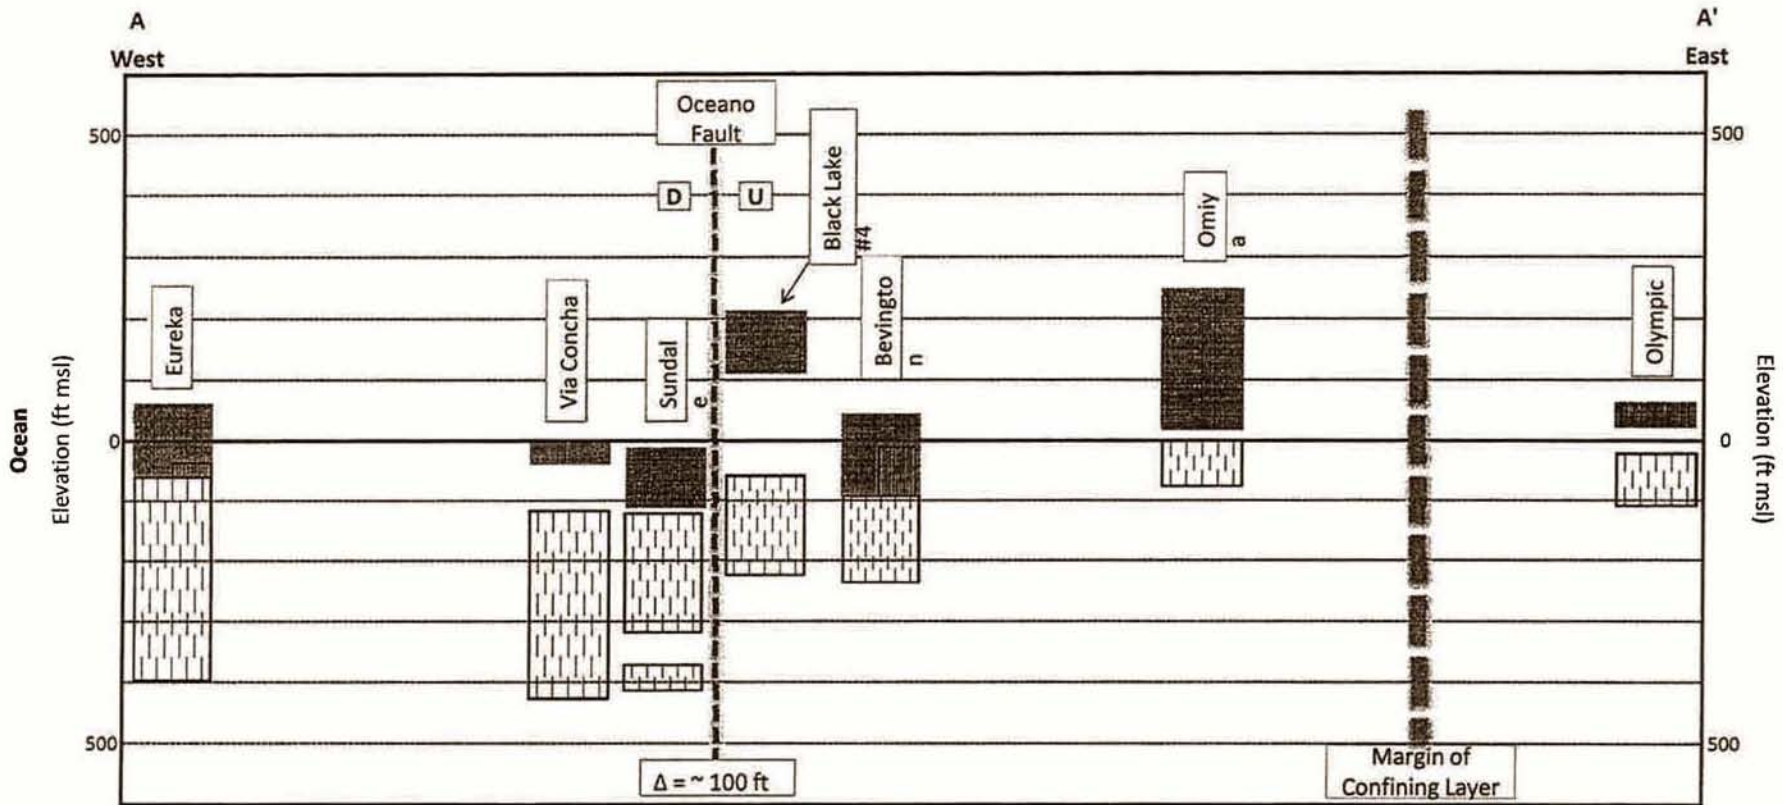 A
A'
West
East
Oceano
Fault
500
500
D
U
Black Lake
#4
Omiy
a
Eureka
Via Concha
Sundal
e
Bevingto
n
Olympic
Ocean
Elevation (ft msl)
0
0
Elevation (ft msl)
500
500
Δ = ~ 100 ft
Margin of
Confining Layer